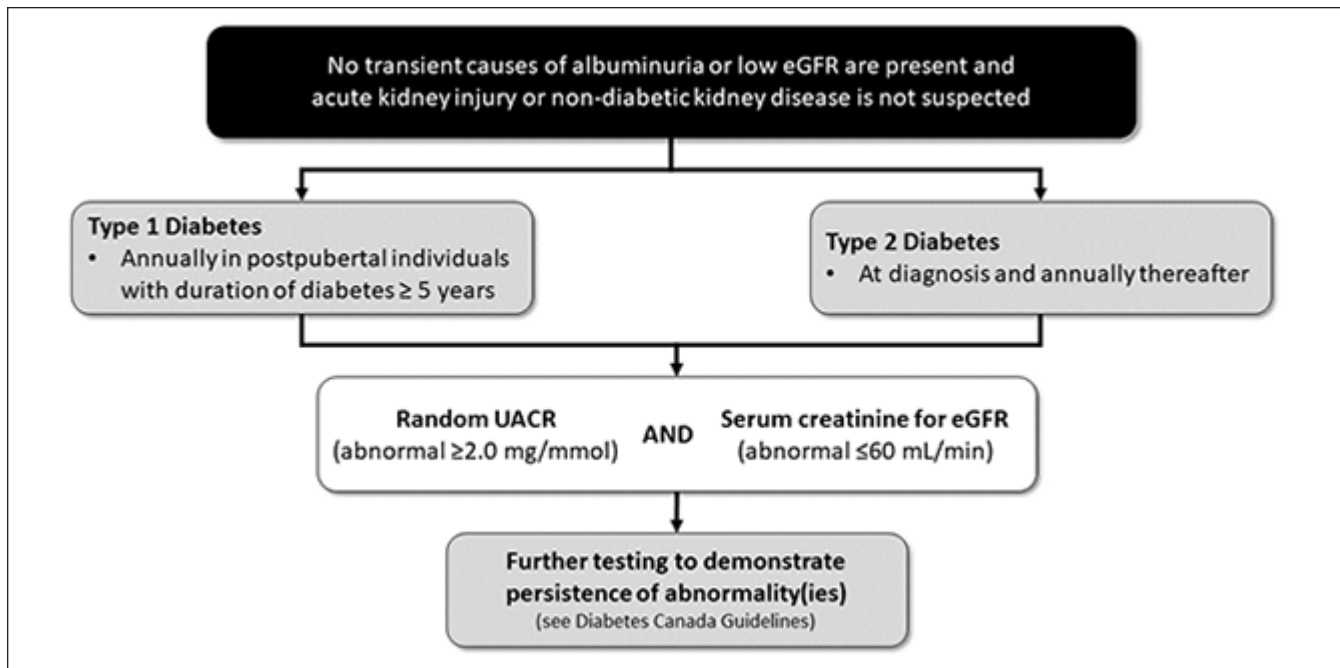 No transient causes of albuminuria or low eGFR are present and
acute kidney injury or non-diabetic kidney disease is not suspected
Type 1 Diabetes
• Annually in postpubertal individuals
with duration of diabetes ≥ 5 years
Type 2 Diabetes
• At diagnosis and annually thereafter
Random UACR
(abnormal ≥2.0 mg/mmol)
AND
Serum creatinine for eGFR
(abnormal ≤60 mL/min)
Further testing to demonstrate
persistence of abnormality(ies)
(see Diabetes Canada Guidelines)